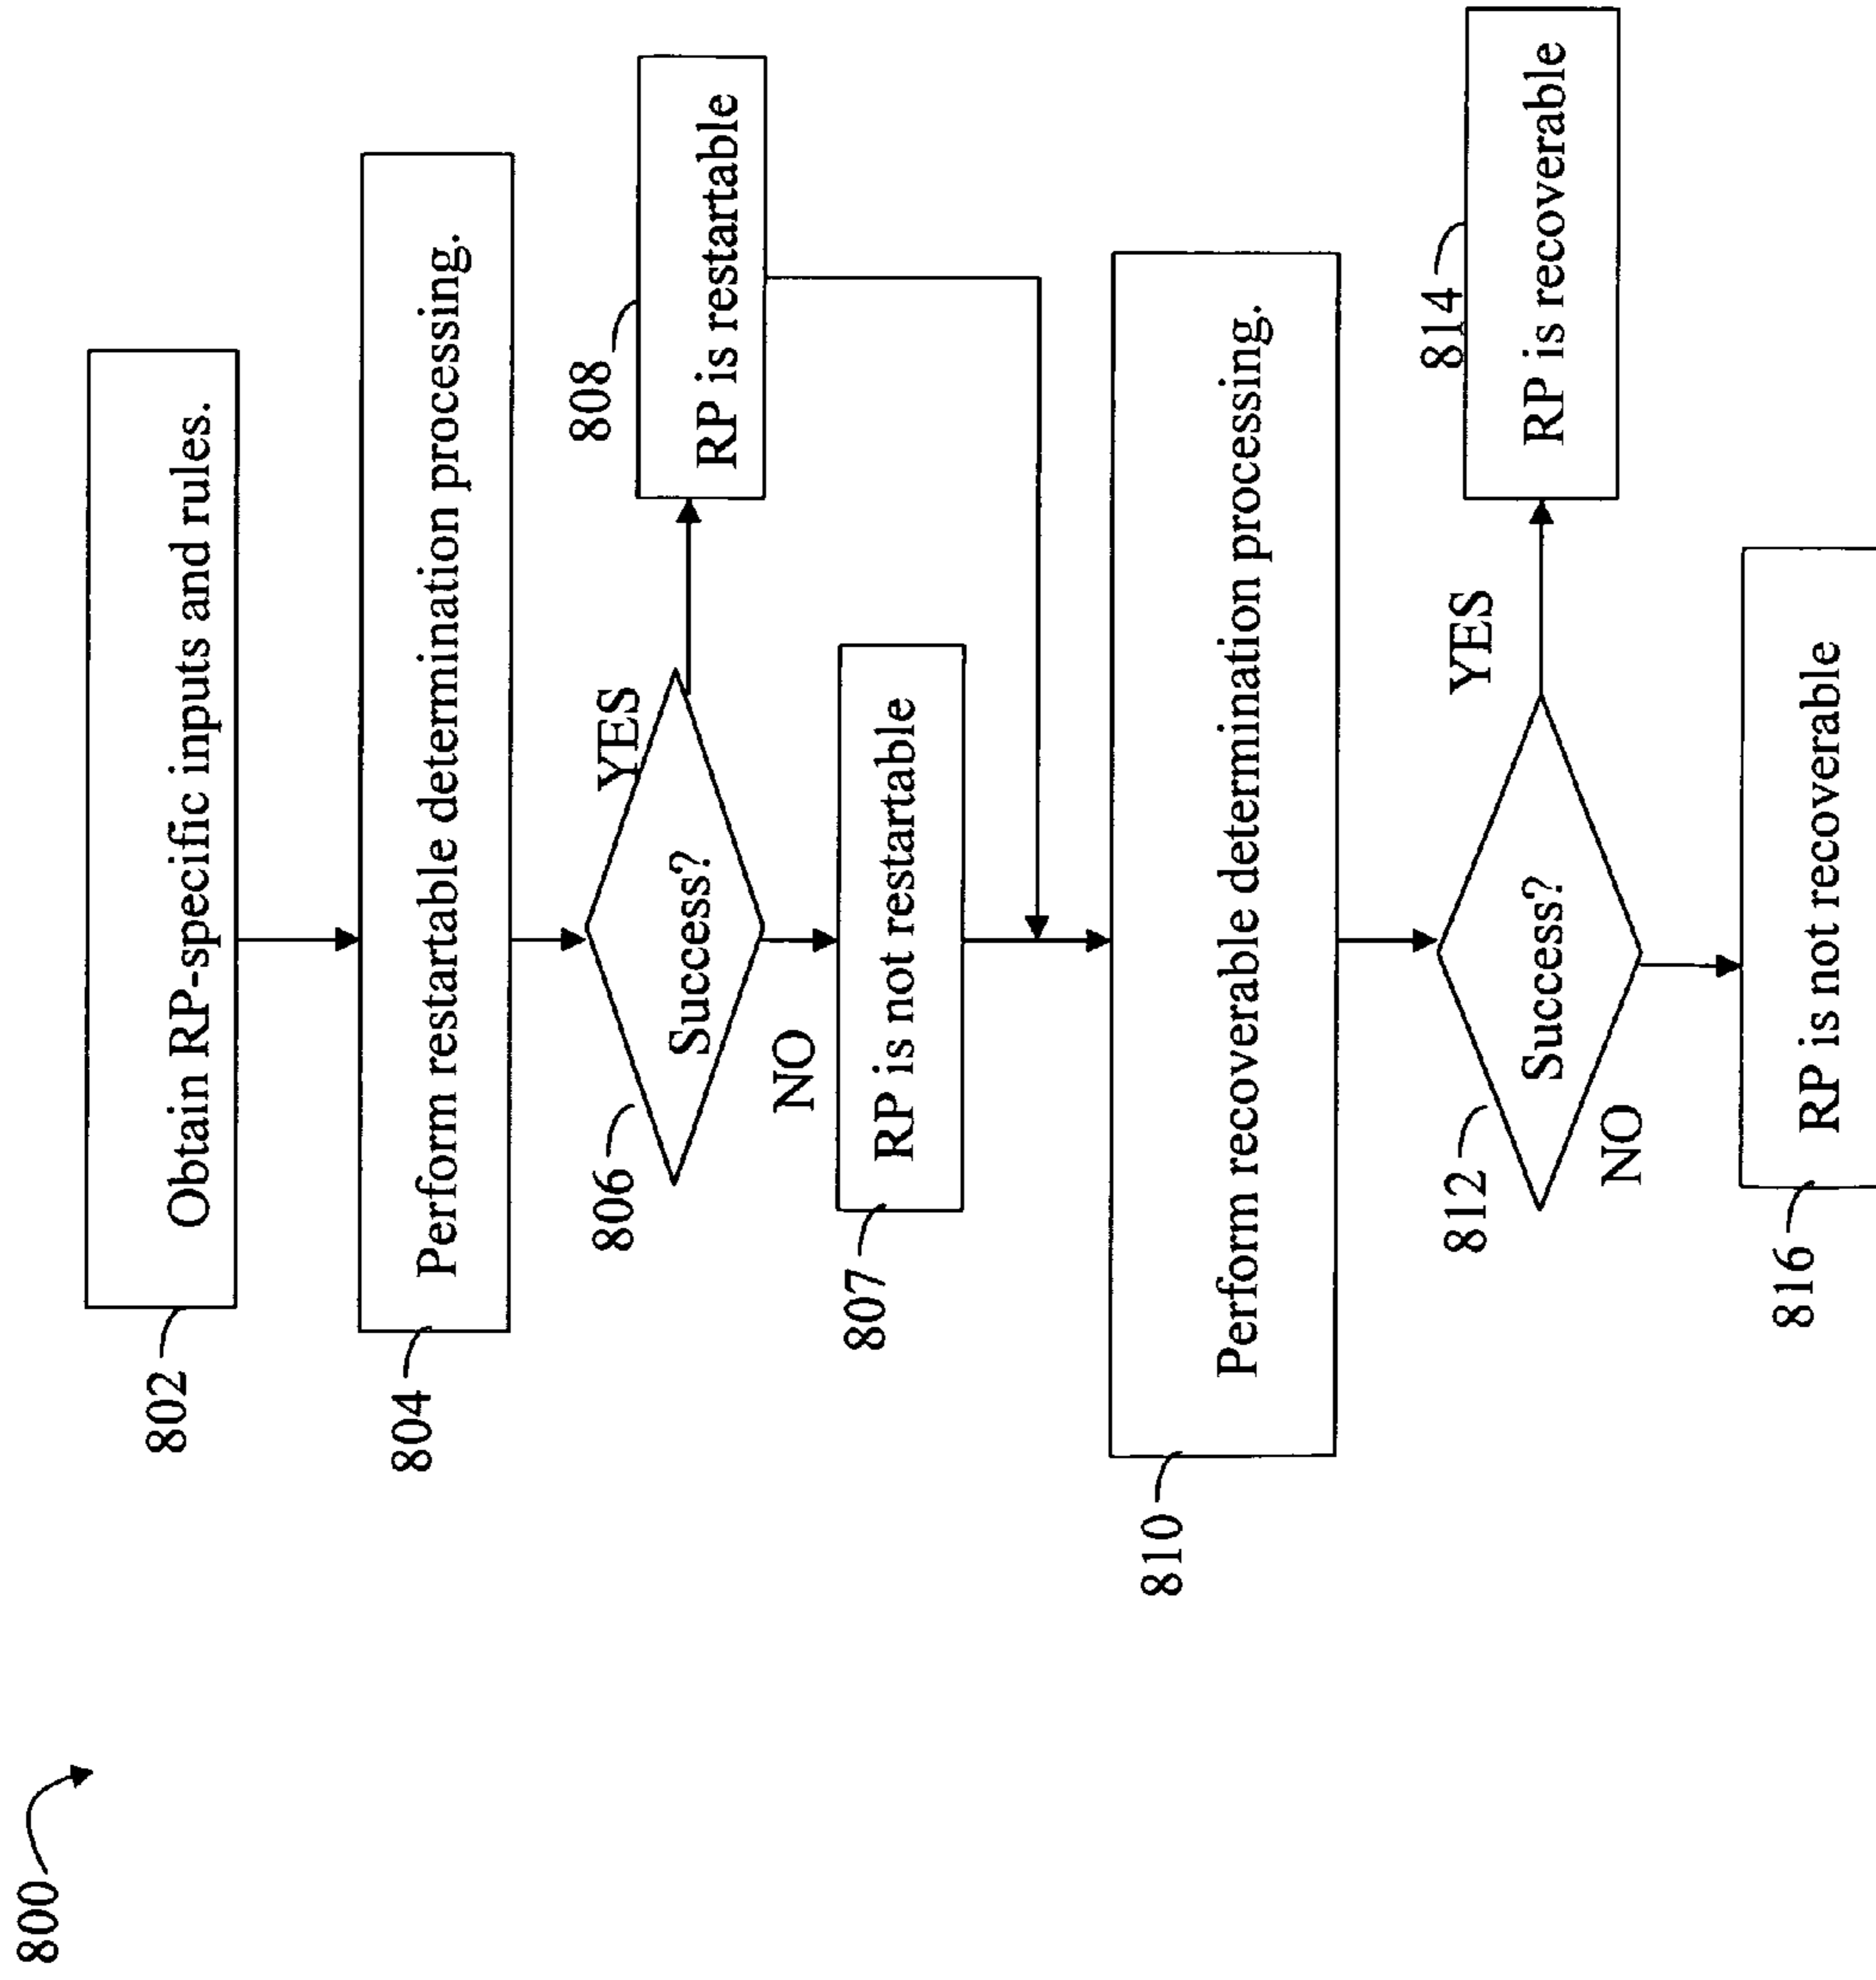 800
802
Obtain RP-specific inputs and rules.
804
Perform restartable determination processing.
806
Success?
YES
808
RP is restartable
NO
807
RP is not restartable
810
Perform recoverable determination processing.
812
Success?
YES
814
RP is recoverable
NO
816
RP is not recoverable